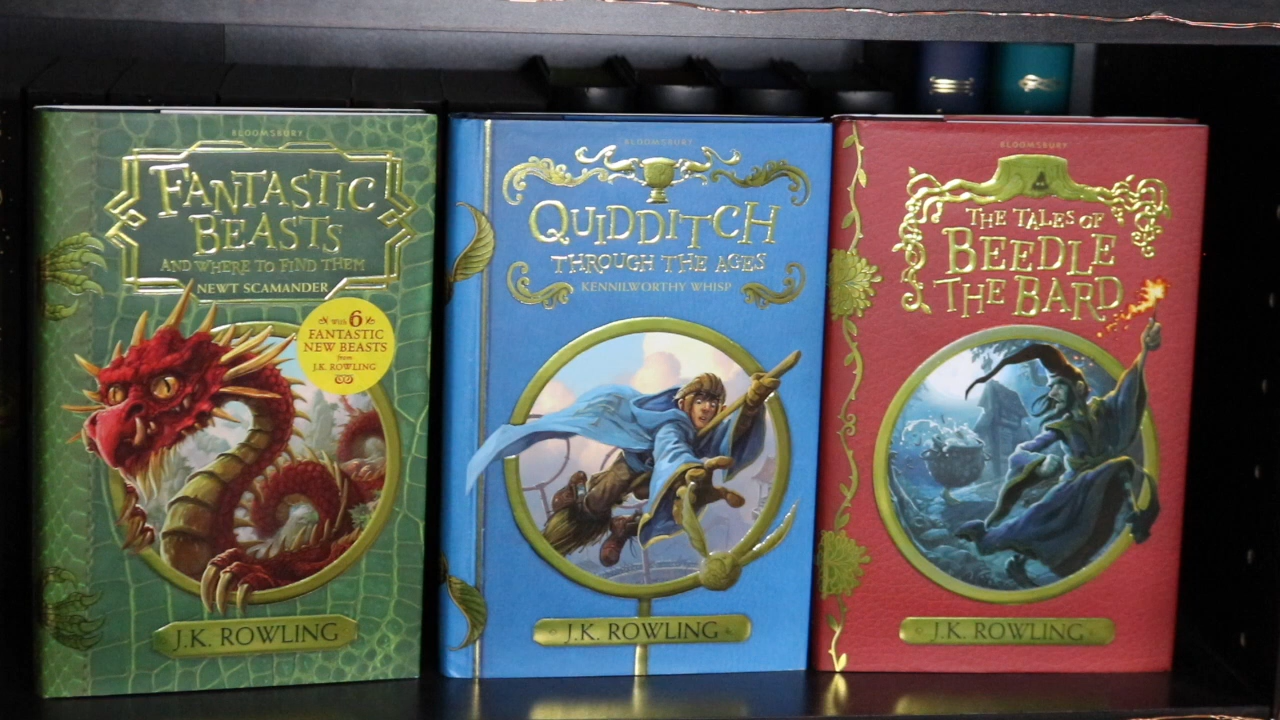 BLOOMSBURY
FANTASTIC
BEASTS
AND WHERE TO FIND THEM
NEWT SCAMANDER
With 6
FANTASTIC
NEW BEASTS
from
J.K. ROWLING
J.K. ROWLING
BLOOMSBURY
QUIDDITCH
THROUGH THE AGES
KENNILWORTHY WHISP
J.K. ROWLING
BLOOMSBURY
THE TALES OF
BEEDLE
THE BARD
J.K. ROWLING